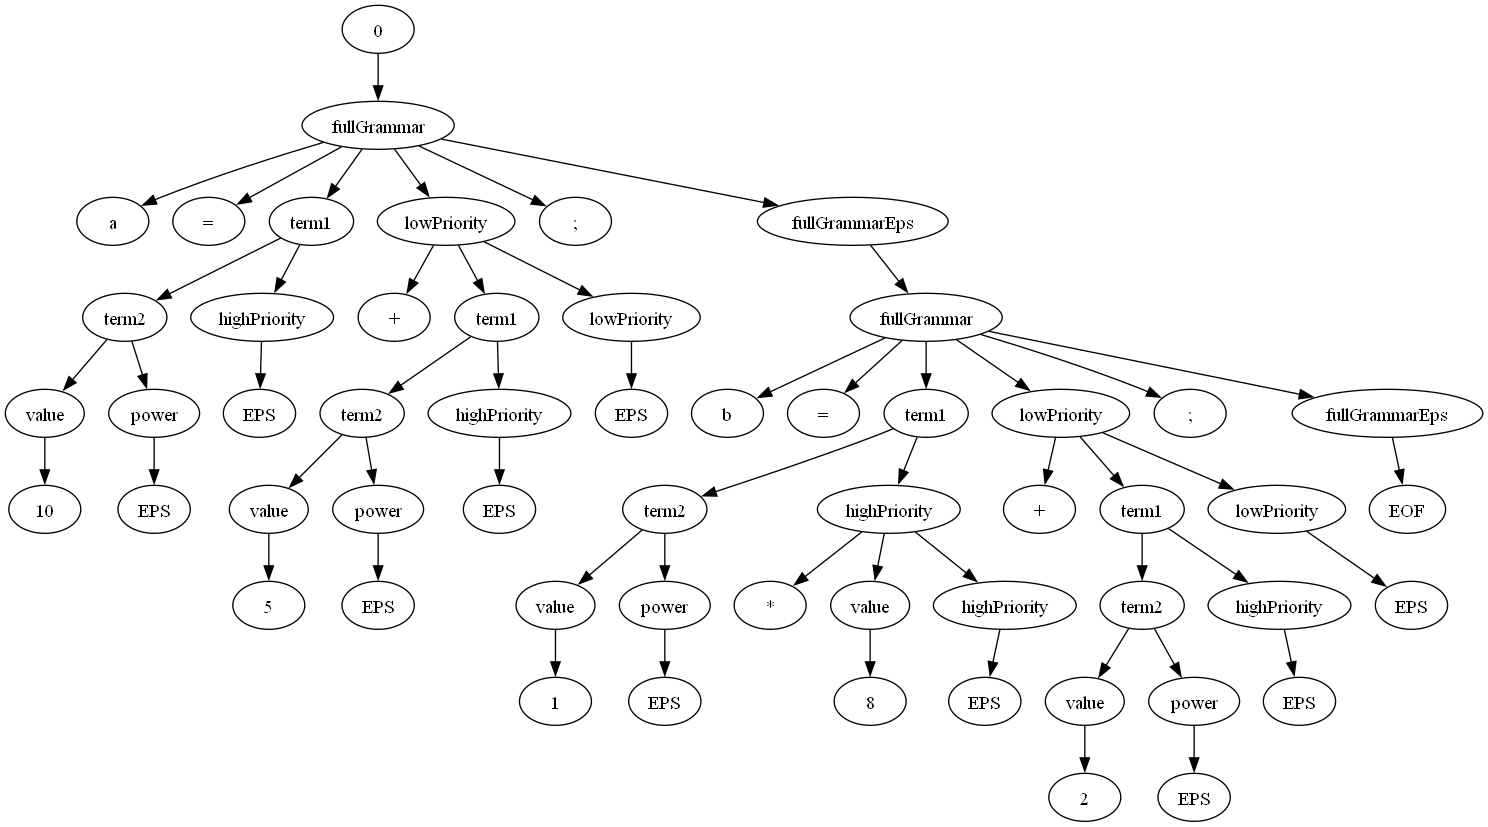 0
fullGrammar
a = term1 lowPriority ; fullGrammarEps
term2 highPriority + term1 lowPriority fullGrammar
value power EPS term2 highPriority EPS b = term1 lowPriority ; fullGrammarEps
10 EPS value power EPS term2 highPriority + term1 lowPriority EOF
5 EPS value power * value highPriority term2 highPriority EPS
1 EPS 8 EPS value power EPS
2 EPS